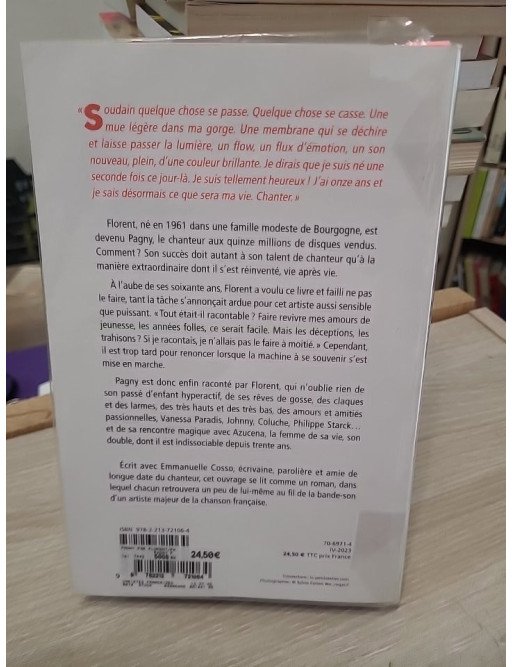 « Soudain quelque chose se passe. Quelque chose se casse. Une
mue légère dans ma gorge. Une membrane qui se déchire
et laisse passer la lumière, un flow, un flux d'émotion, un son
nouveau, plein, d'une couleur brillante. Je dirais que je suis né une
seconde fois ce jour-là. Je suis tellement heureux ! J'ai onze ans et
je sais désormais ce que sera ma vie. Chanter. »
Florent, né en 1961 dans une famille modeste de Bourgogne, est
devenu Pagny, le chanteur aux quinze millions de disques vendus.
Comment ? Son succès doit autant à son talent de chanteur qu'à la
manière extraordinaire dont il s'est réinventé, vie après vie.
À l'aube de ses soixante ans, Florent a voulu ce livre et failli ne pas
le faire, tant la tâche s'annonçait ardue pour cet artiste aussi sensible
que puissant. « Tout était-il racontable ? Faire revivre mes amours de
jeunesse, les années folles, ce serait facile. Mais les déceptions, les
trahisons ? Si je racontais, je n'allais pas le faire à moitié. » Cependant,
il est trop tard pour renoncer lorsque la machine à se souvenir s'est
mise en marche.
Pagny est donc enfin raconté par Florent, qui n'oublie rien de
son passé d'enfant hyperactif, de ses rêves de gosse, des claques
et des larmes, des très hauts et des très bas, des amours et amitiés
passionnelles, Vanessa Paradis, Johnny, Coluche, Philippe Starck...
et de sa rencontre magique avec Azucena, la femme de sa vie, son
double, dont il est indissociable depuis trente ans.
Écrit avec Emmanuelle Cosso, écrivaine, parolière et amie de
longue date du chanteur, cet ouvrage se lit comme un roman, dans
lequel chacun retrouvera un peu de lui-même au fil de la bande-son
d'un artiste majeur de la chanson française.
ISBN 978-2-213-72106-4
24,50€
70-6971-4
IV-2023
24,50 € TTC prix France